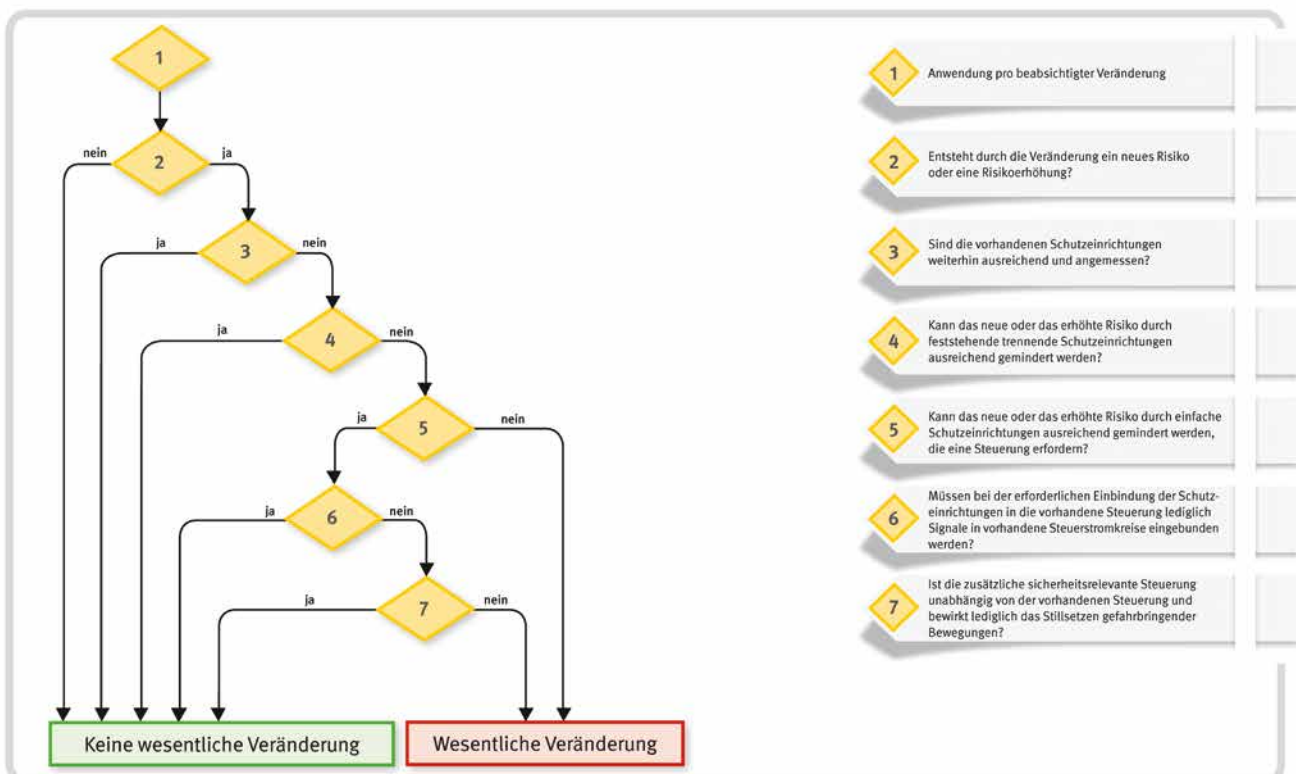 1
2
nein
ja
3
ja
nein
4
ja
nein
5
ja
nein
6
ja
nein
7
ja
nein
Keine wesentliche Veränderung
Wesentliche Veränderung
1
Anwendung pro beabsichtigter Veränderung
2
Entsteht durch die Veränderung ein neues Risiko
oder eine Risikoerhöhung?
3
Sind die vorhandenen Schutzeinrichtungen
weiterhin ausreichend und angemessen?
4
Kann das neue oder das erhöhte Risiko durch
feststehende trennende Schutzeinrichtungen
ausreichend gemindert werden?
5
Kann das neue oder das erhöhte Risiko durch einfache
Schutzeinrichtungen ausreichend gemindert werden,
die eine Steuerung erfordern?
6
Müssen bei der erforderlichen Einbindung der Schutz-
einrichtungen in die vorhandene Steuerung lediglich
Signale in vorhandene Steuerstromkreise eingebunden
werden?
7
Ist die zusätzliche sicherheitsrelevante Steuerung
unabhängig von der vorhandenen Steuerung und
bewirkt lediglich das Stillsetzen gefahrbringender
Bewegungen?